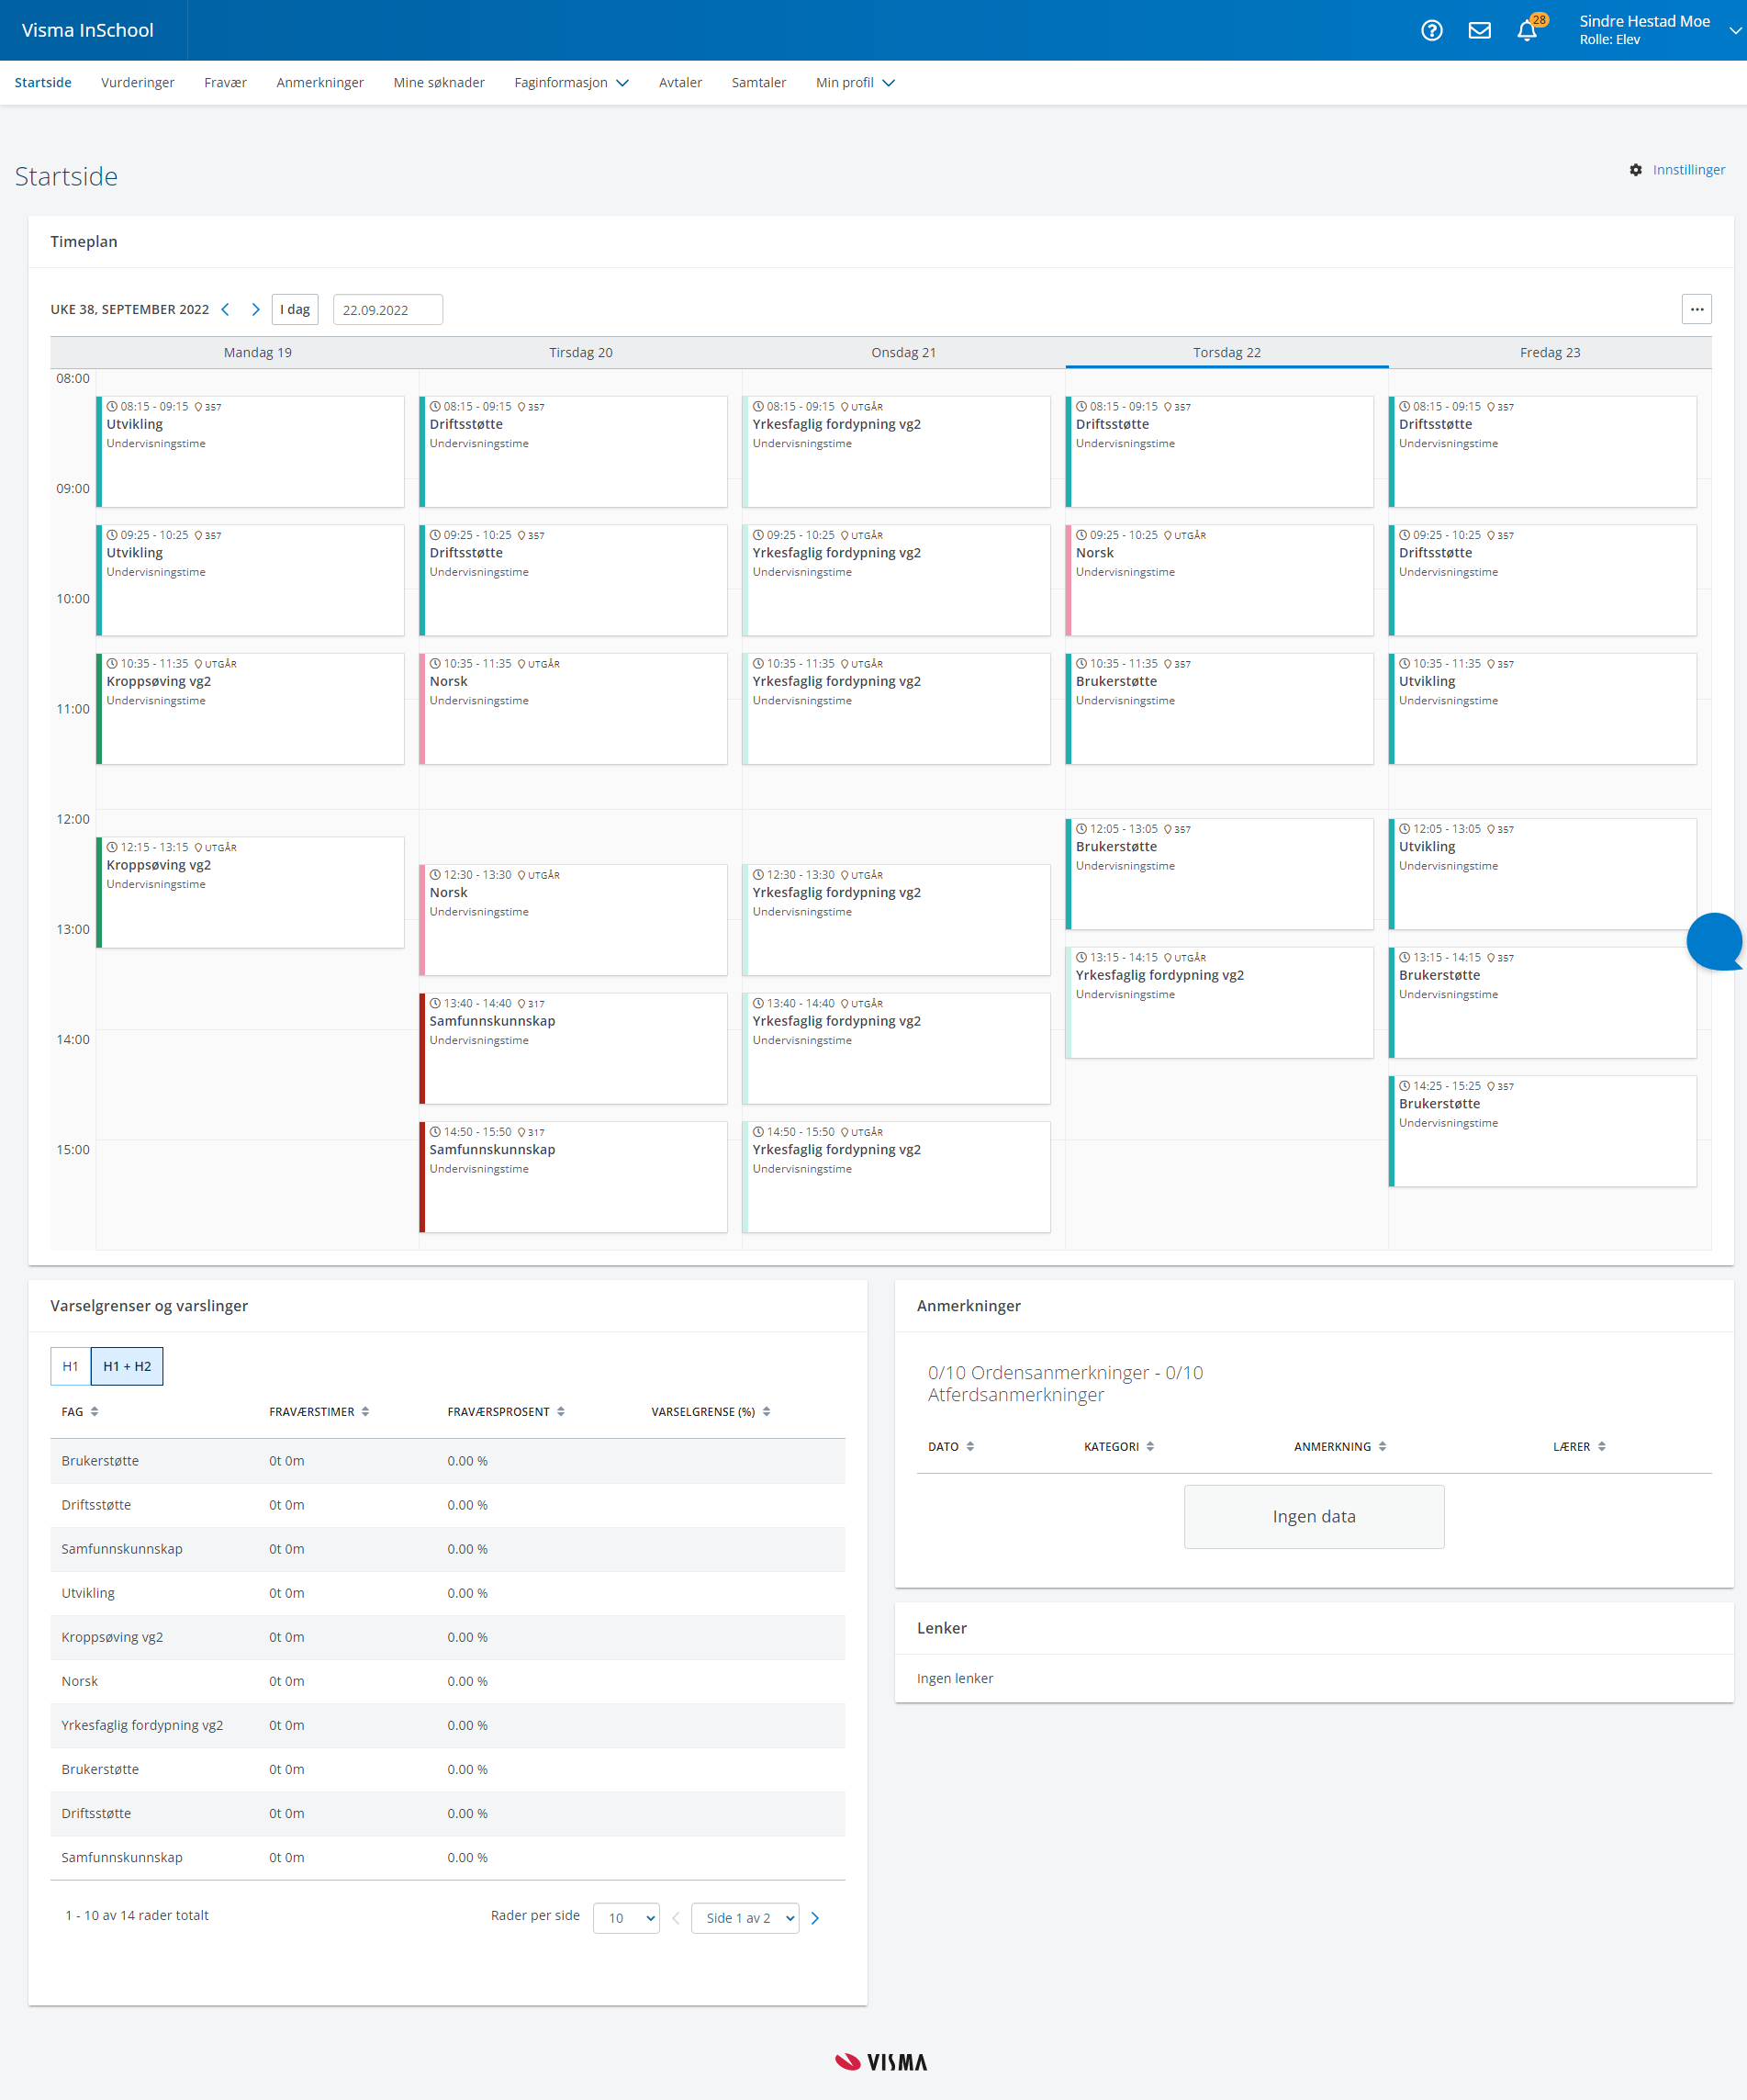 Visma InSchool
28
Sindre Hestad Moe
Rolle: Elev
Startside Vurderinger Fravær Anmerkninger Mine søknader Faginformasjon Avtaler Samtaler Min profil
Startside
Innstillinger
Timeplan
UKE 38, SEPTEMBER 2022 I dag 22.09.2022 ...
Mandag 19 Tirsdag 20 Onsdag 21 Torsdag 22 Fredag 23
08:00
09:00
10:00
11:00
12:00
13:00
14:00
15:00
08:15 - 09:15 357
Utvikling
Undervisningstime
09:25 - 10:25 357
Utvikling
Undervisningstime
10:35 - 11:35 UTGÅR
Kroppsøving vg2
Undervisningstime
12:15 - 13:15 UTGÅR
Kroppsøving vg2
Undervisningstime
08:15 - 09:15 357
Driftsstøtte
Undervisningstime
09:25 - 10:25 357
Driftsstøtte
Undervisningstime
10:35 - 11:35 UTGÅR
Norsk
Undervisningstime
12:30 - 13:30 UTGÅR
Norsk
Undervisningstime
13:40 - 14:40 317
Samfunnskunnskap
Undervisningstime
14:50 - 15:50 317
Samfunnskunnskap
Undervisningstime
08:15 - 09:15 UTGÅR
Yrkesfaglig fordypning vg2
Undervisningstime
09:25 - 10:25 UTGÅR
Yrkesfaglig fordypning vg2
Undervisningstime
10:35 - 11:35 UTGÅR
Yrkesfaglig fordypning vg2
Undervisningstime
12:30 - 13:30 UTGÅR
Yrkesfaglig fordypning vg2
Undervisningstime
13:40 - 14:40 UTGÅR
Yrkesfaglig fordypning vg2
Undervisningstime
14:50 - 15:50 UTGÅR
Yrkesfaglig fordypning vg2
Undervisningstime
08:15 - 09:15 357
Driftsstøtte
Undervisningstime
09:25 - 10:25 UTGÅR
Norsk
Undervisningstime
10:35 - 11:35 357
Brukerstøtte
Undervisningstime
12:05 - 13:05 357
Brukerstøtte
Undervisningstime
13:15 - 14:15 UTGÅR
Yrkesfaglig fordypning vg2
Undervisningstime
08:15 - 09:15 357
Driftsstøtte
Undervisningstime
09:25 - 10:25 357
Driftsstøtte
Undervisningstime
10:35 - 11:35 357
Utvikling
Undervisningstime
12:05 - 13:05 357
Utvikling
Undervisningstime
13:15 - 14:15 357
Brukerstøtte
Undervisningstime
14:25 - 15:25 357
Brukerstøtte
Undervisningstime
Varselgrenser og varslinger
H1 H1 + H2
FAG FRAVÆRSTIMER FRAVÆRSPROSENT VARSELGRENSE (%)
Brukerstøtte 0t 0m 0.00 %
Driftsstøtte 0t 0m 0.00 %
Samfunnskunnskap 0t 0m 0.00 %
Utvikling 0t 0m 0.00 %
Kroppsøving vg2 0t 0m 0.00 %
Norsk 0t 0m 0.00 %
Yrkesfaglig fordypning vg2 0t 0m 0.00 %
Brukerstøtte 0t 0m 0.00 %
Driftsstøtte 0t 0m 0.00 %
Samfunnskunnskap 0t 0m 0.00 %
1 - 10 av 14 rader totalt Rader per side 10 Side 1 av 2
Anmerkninger
0/10 Ordensanmerkninger - 0/10
Atferdsanmerkninger
DATO KATEGORI ANMERKNING LÆRER
Ingen data
Lenker
Ingen lenker
VISMA